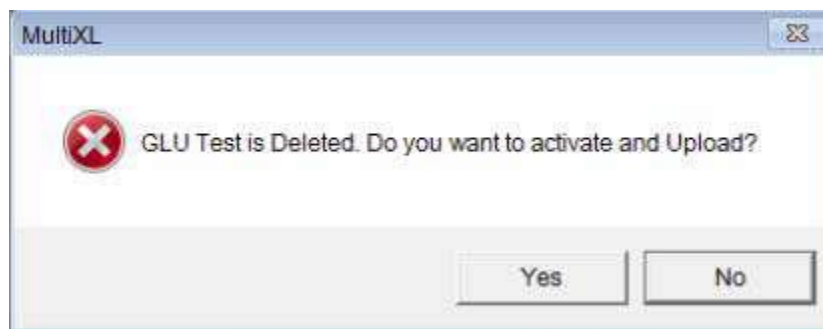 MultiXL
GLU Test is Deleted. Do you want to activate and Upload?
Yes
No